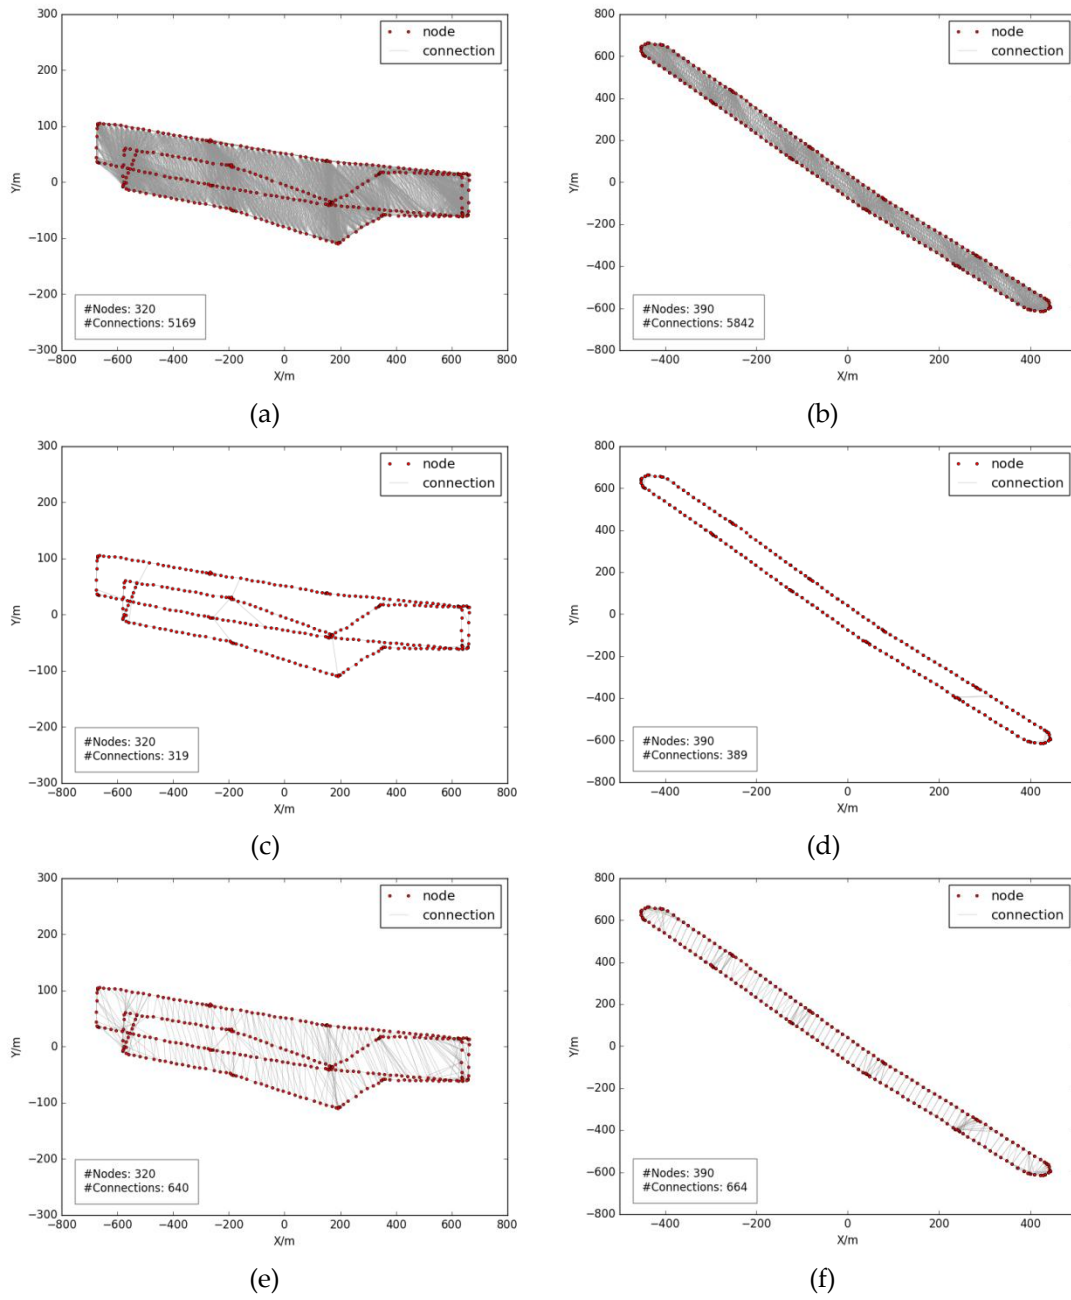 300
200
100
0
−100
−200
−300
Y/m
node
connection
#Nodes: 320
#Connections: 5169
−800 −600 −400 −200 0 200 400 600 800
X/m
(a)
800
600
400
200
0
−200
−400
−600
−800
Y/m
node
connection
#Nodes: 390
#Connections: 5842
−400 −200 0 200 400
X/m
(b)
300
200
100
0
−100
−200
−300
Y/m
node
connection
#Nodes: 320
#Connections: 319
−800 −600 −400 −200 0 200 400 600 800
X/m
(c)
800
600
400
200
0
−200
−400
−600
−800
Y/m
node
connection
#Nodes: 390
#Connections: 389
−400 −200 0 200 400
X/m
(d)
300
200
100
0
−100
−200
−300
Y/m
node
connection
#Nodes: 320
#Connections: 640
−800 −600 −400 −200 0 200 400 600 800
X/m
(e)
800
600
400
200
0
−200
−400
−600
−800
Y/m
node
connection
#Nodes: 390
#Connections: 664
−400 −200 0 200 400
X/m
(f)